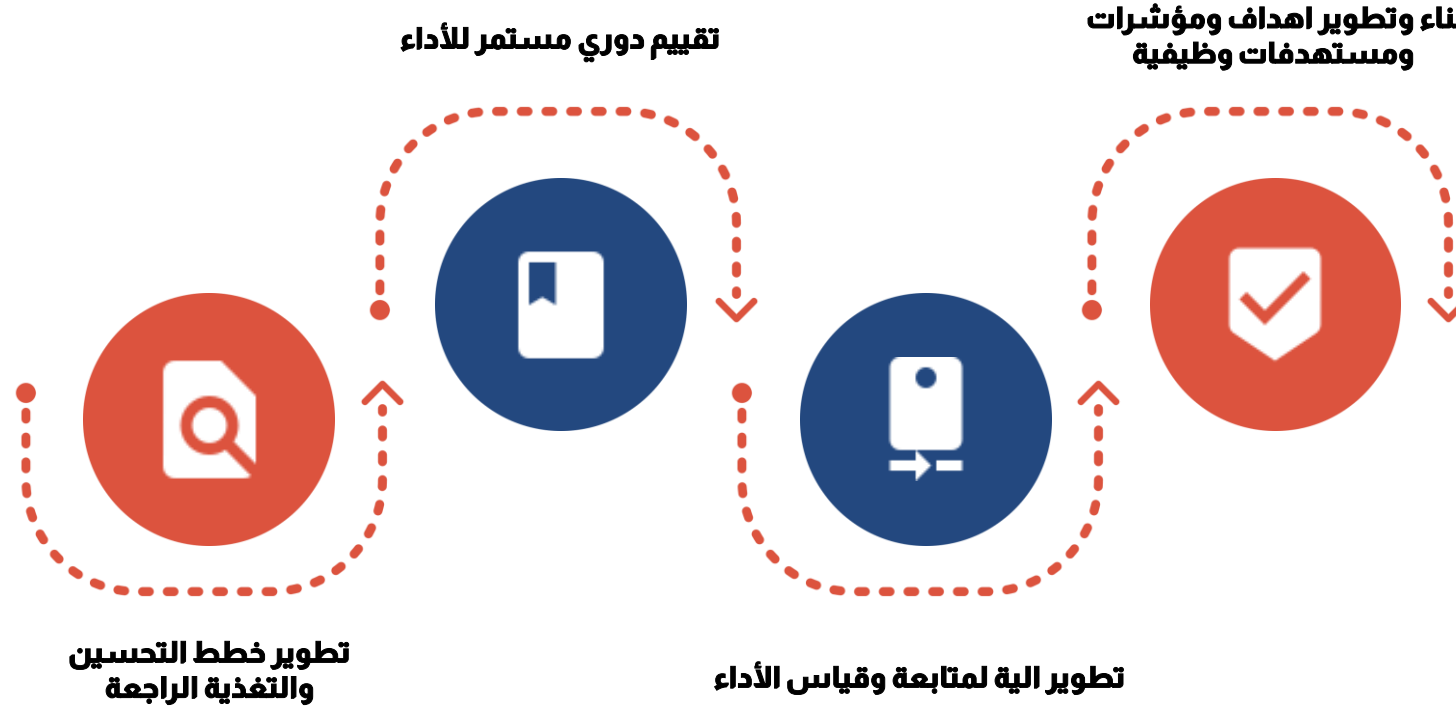 وتطوير اهداف ومؤشرات
ومستهدفات وظيفية
تطوير الية لمتابعة وقياس الأداء
تقييم دوري مستمر للأداء
تطوير خطط التحسين
والتغذية الراجعة